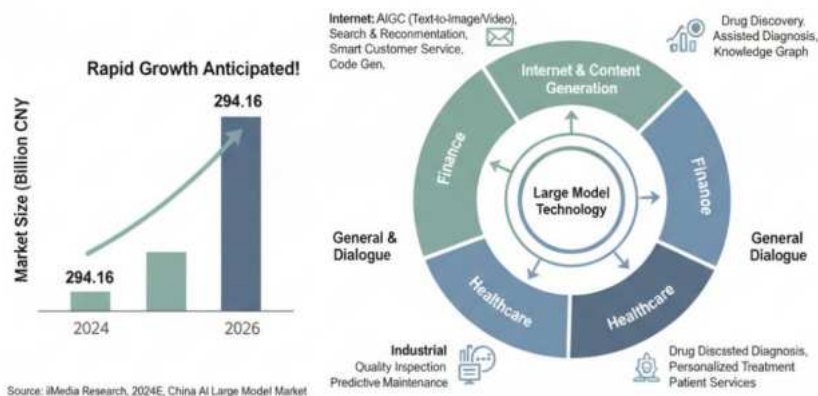 Rapid Growth Anticipated!
Market Size (Billion CNY)
294.16
294.16
2024
2026
Source: iiMedia Research, 2024E, China AI Large Model Market
Internet: AIGC (Text-to-Image/Video),
Search & Reconmentation,
Smart Customer Service,
Code Gen,
Drug Discovery.
Assisted Diagnosis,
Knowledge Graph
Internet & Content
Generation
Finance
Finance
Large Model
Technology
General &
Dialogue
General
Dialogue
Healthcare
Healthcare
Industrial
Quality Inspection
Predictive Maintenance
Drug Discssted Diagnosis,
Personalized Treatment
Patient Services